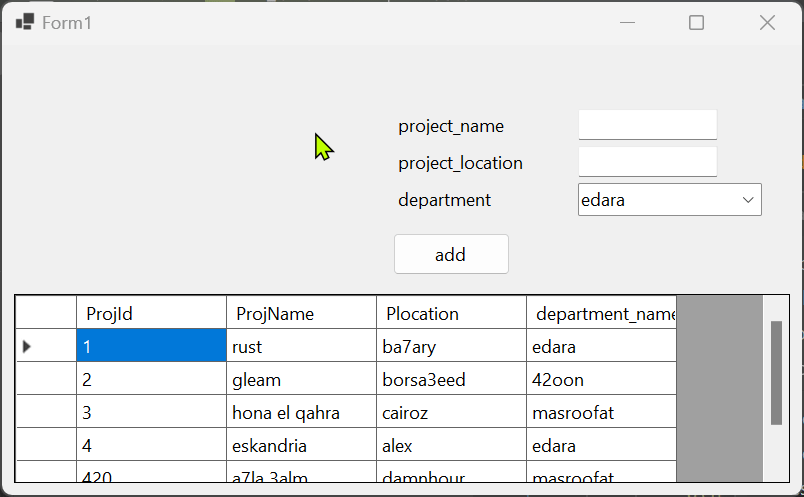 Form1
project_name
project_location
department edara
add
ProjId ProjName Plocation department_name
1 rust ba7ary edara
2 gleam borsa3eed 42oon
3 hona el qahra cairoz masroofat
4 eskandria alex edara
420 a7la 3alm damnhour masroofat